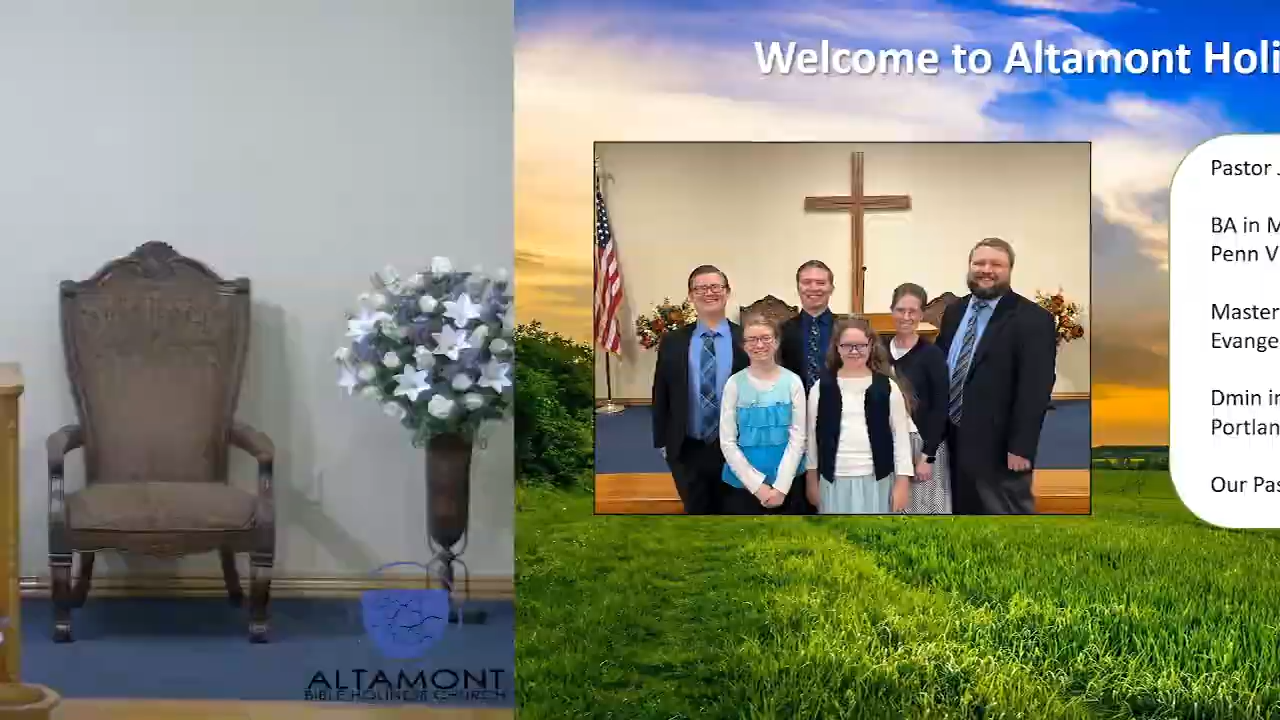 Welcome to Altamont Holi
Pastor J
BA in M
Penn V
Master
Evange
Dmin in
Portlan
Our Pas
ALTAMONT
BIBLE HOLINESS CHURCH